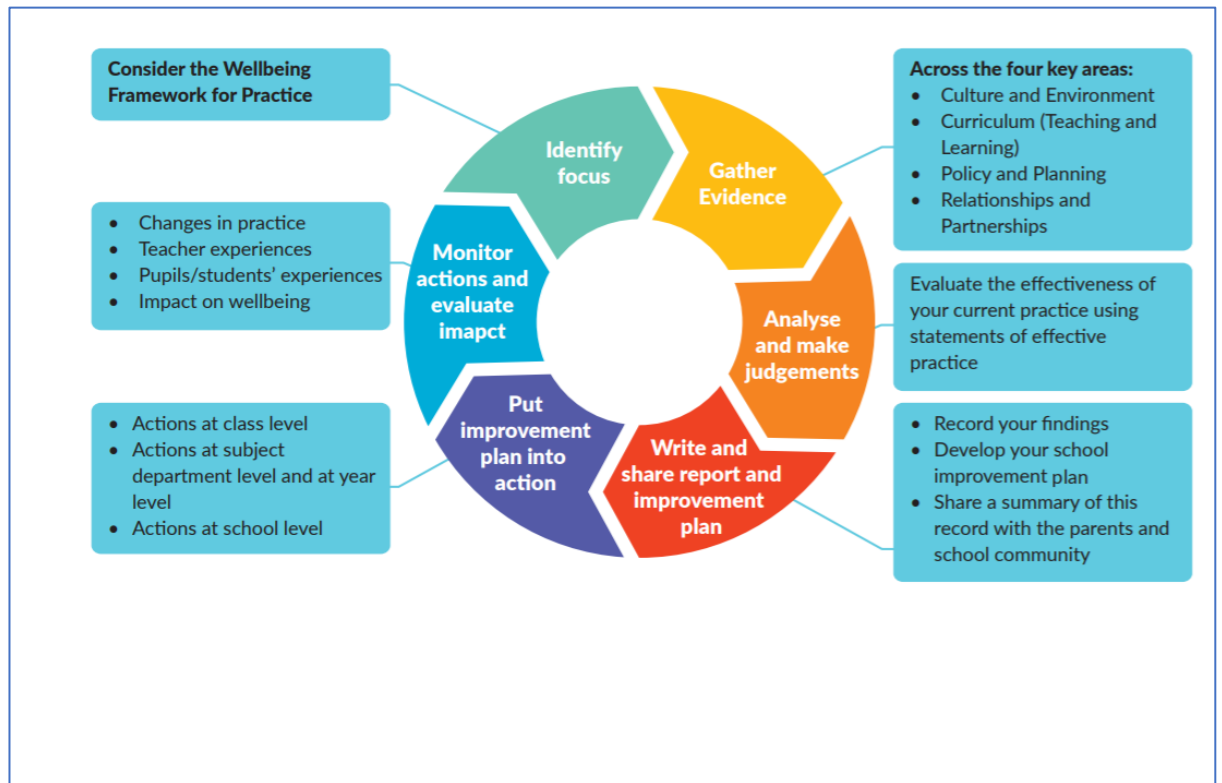 Consider the Wellbeing
Framework for Practice
Identify
focus
Gather
Evidence
Across the four key areas:
• Culture and Environment
• Curriculum (Teaching and
Learning)
• Policy and Planning
• Relationships and
Partnerships
Analyse
and make
judgements
Evaluate the effectiveness of
your current practice using
statements of effective
practice
Write and
share report and
improvement
plan
• Record your findings
• Develop your school
improvement plan
• Share a summary of this
record with the parents and
school community
Put
improvement
plan into
action
• Actions at class level
• Actions at subject
department level and at year
level
• Actions at school level
Monitor
actions and
evaluate
imapct
• Changes in practice
• Teacher experiences
• Pupils/students’ experiences
• Impact on wellbeing